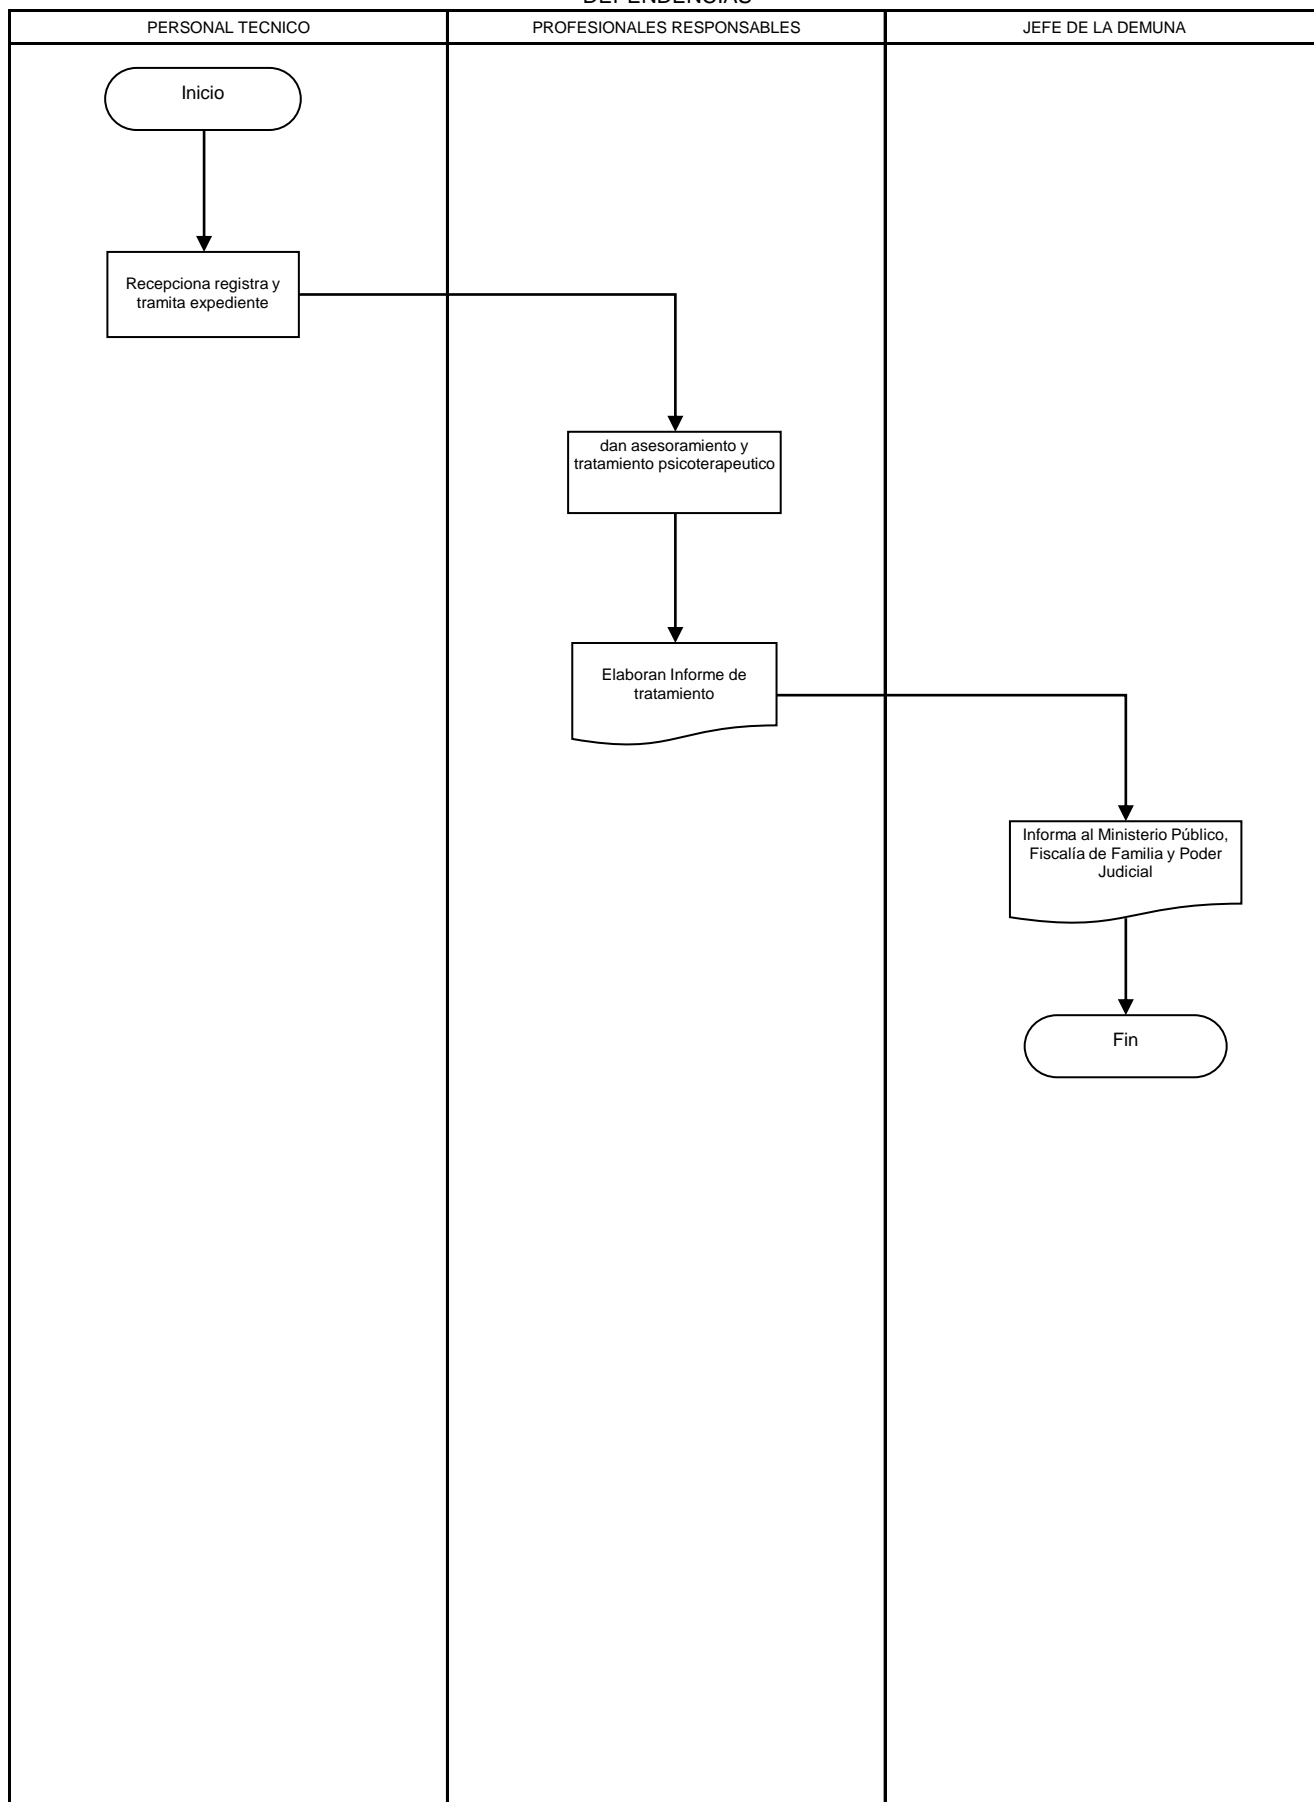 DEPENDENCIAS
PERSONAL TECNICO
PROFESIONALES RESPONSABLES
JEFE DE LA DEMUNA
Inicio
Recepciona registra y
tramita expediente
dan asesoramiento y
tratamiento psicoterapeutico
Elaboran Informe de
tratamiento
Informa al Ministerio Público,
Fiscalía de Familia y Poder
Judicial
Fin